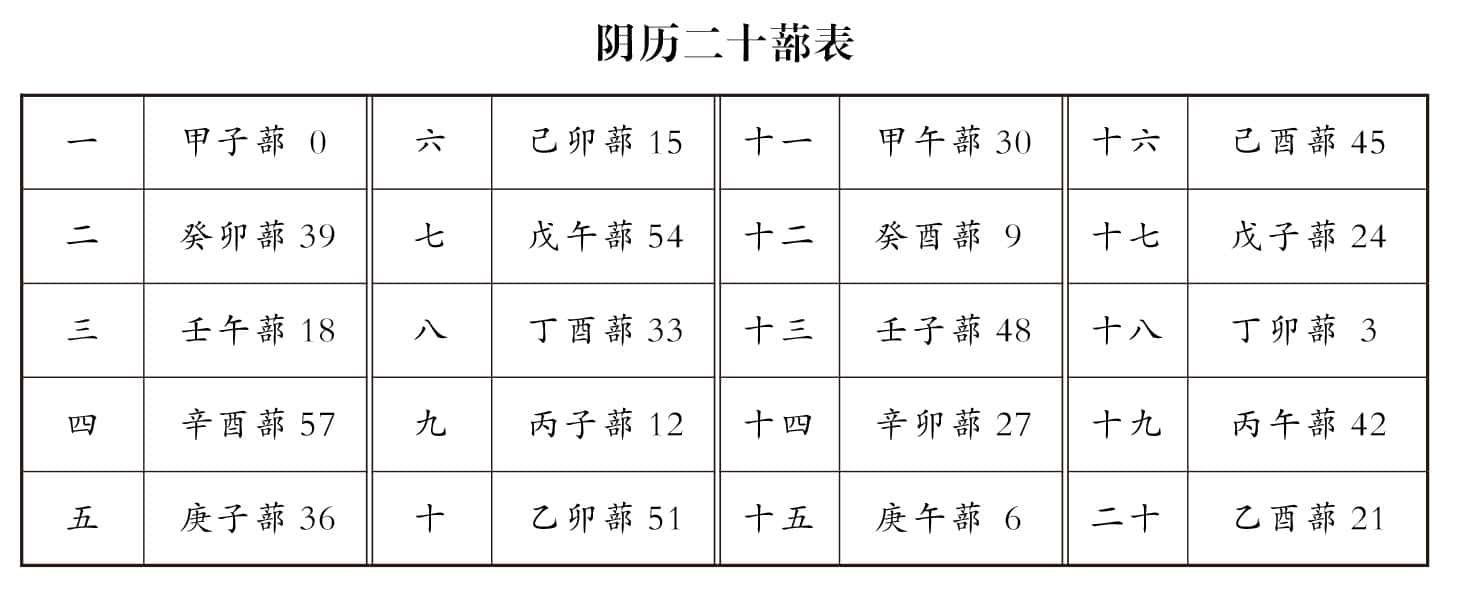 阴历二十蔀表
一 甲子蔀 0 六 己卯蔀 15 十一 甲午蔀 30 十六 己酉蔀 45
二 癸卯蔀 39 七 戊午蔀 54 十二 癸酉蔀 9 十七 戊子蔀 24
三 壬午蔀 18 八 丁酉蔀 33 十三 壬子蔀 48 十八 丁卯蔀 3
四 辛酉蔀 57 九 丙子蔀 12 十四 辛卯蔀 27 十九 丙午蔀 42
五 庚子蔀 36 十 乙卯蔀 51 十五 庚午蔀 6 二十 乙酉蔀 21